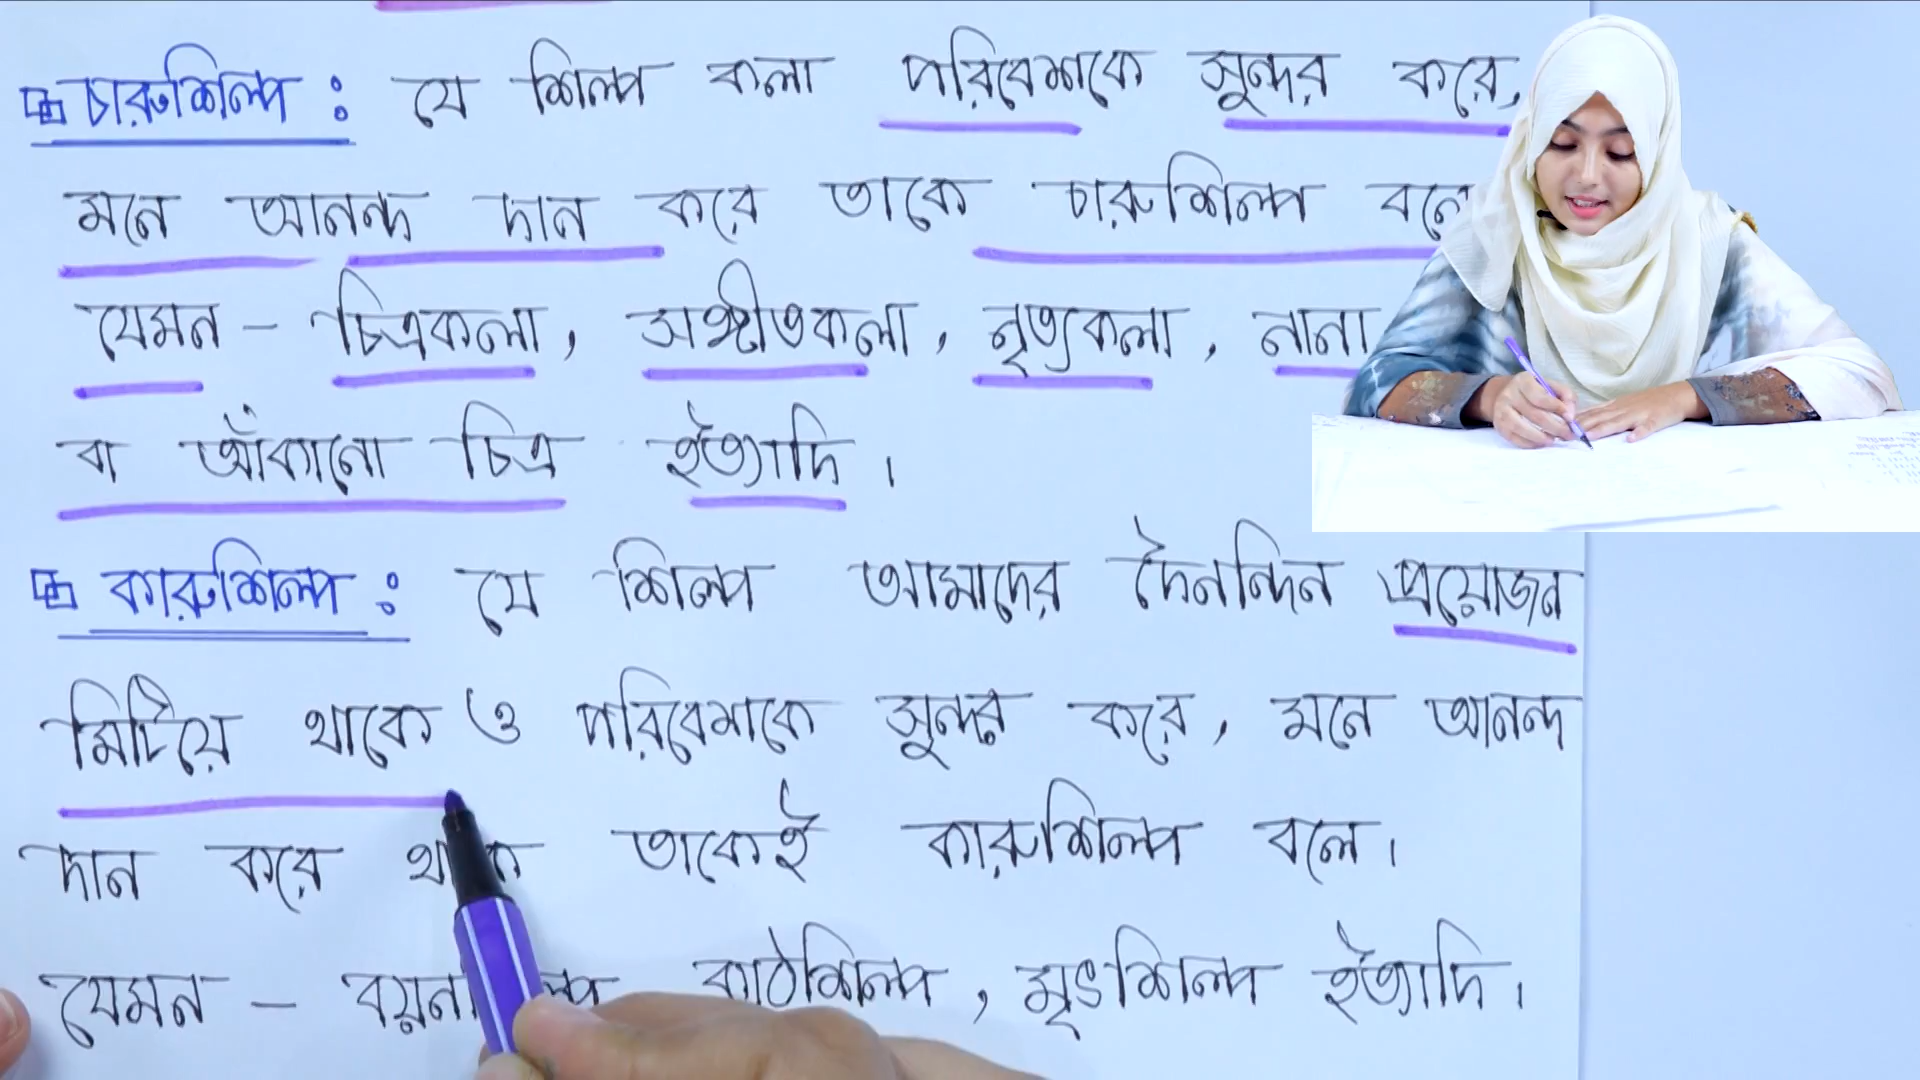 চারুশিল্প : যে শিল্প কলা পরিবেশকে সুন্দর করে,
মনে আনন্দ দান করে তাকে চারুশিল্প বলে
যেমন - চিত্রকলা, সঙ্গীতকলা, নৃত্যকলা, নানা
বা আঁকানো চিত্র ইত্যাদি।
কারুশিল্প : যে শিল্প আমাদের দৈনন্দিন প্রয়োজন
মিটিয়ে থাকে ও পরিবেশকে সুন্দর করে, মনে আনন্দ
দান করে তাকেই কারুশিল্প বলে।
যেমন - কাঠশিল্প, মৃৎশিল্প ইত্যাদি।